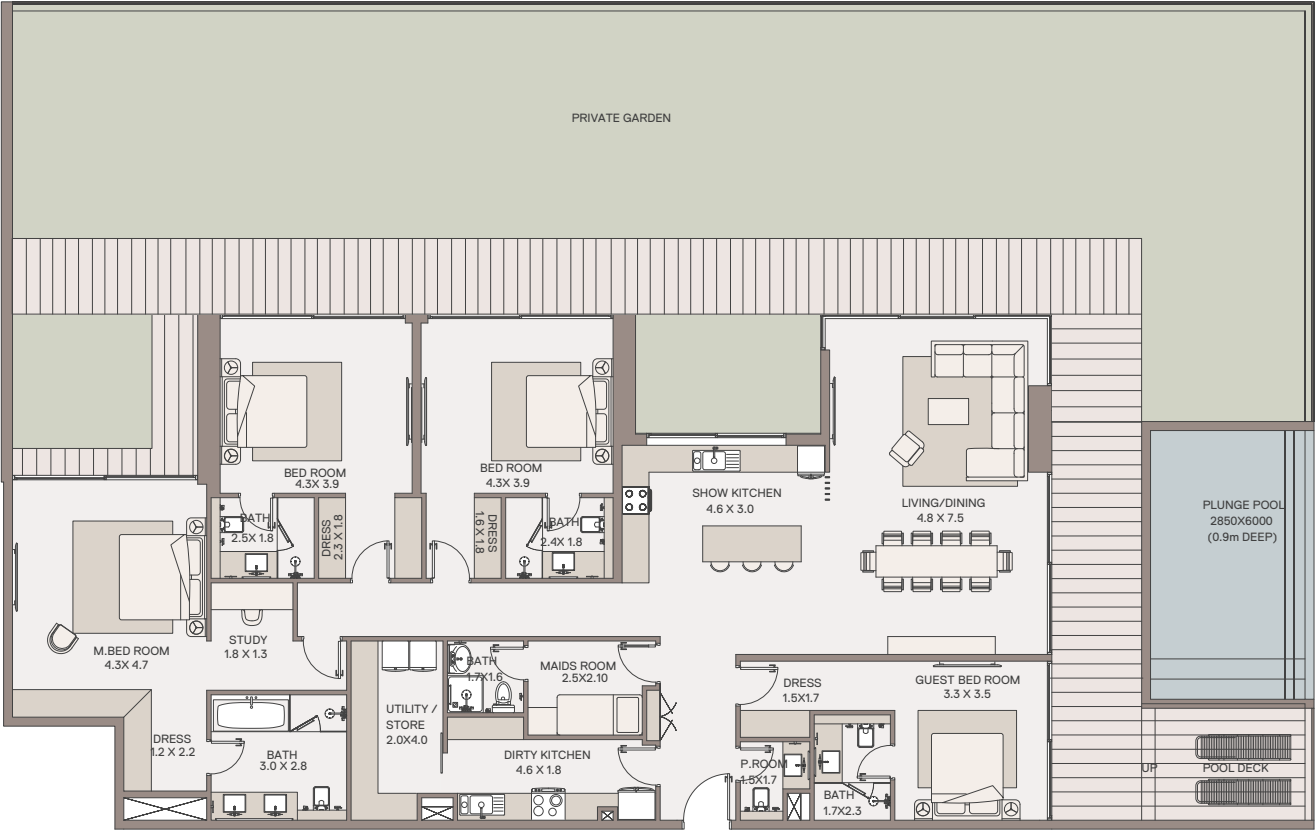 PRIVATE GARDEN
BED ROOM
4.3X 3.9
BED ROOM
4.3X 3.9
BATH
2.5X 1.8
DRESS
2.3 X 1.8
DRESS
1.6 X 1.8
BATH
2.4X 1.8
SHOW KITCHEN
4.6 X 3.0
LIVING/DINING
4.8 X 7.5
PLUNGE POOL
2850X6000
(0.9m DEEP)
M.BED ROOM
4.3X 4.7
STUDY
1.8 X 1.3
BATH
1.7X1.6
MAIDS ROOM
2.5X2.10
DRESS
1.5X1.7
GUEST BED ROOM
3.3 X 3.5
UTILITY /
STORE
2.0X4.0
DRESS
1.2 X 2.2
BATH
3.0 X 2.8
DIRTY KITCHEN
4.6 X 1.8
P.ROOM
1.5X1.7
BATH
1.7X2.3
UP
POOL DECK